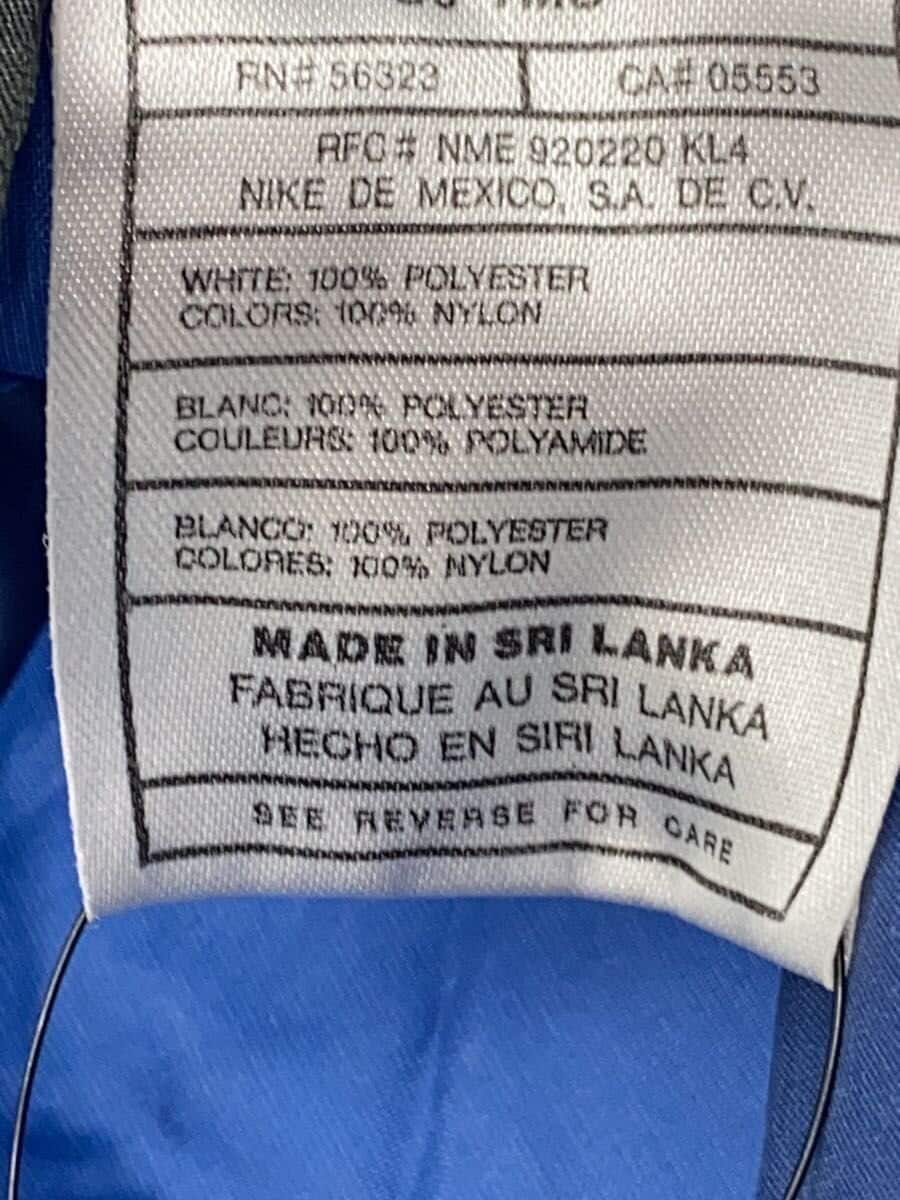 RN# 56323 CA# 05553
RFC# NME 920220 KL4
NIKE DE MEXICO, S.A. DE C.V.
WHITE: 100% POLYESTER
COLORS: 100% NYLON
BLANC: 100% POLYESTER
COULEURS: 100% POLYAMIDE
BLANCO: 100% POLYESTER
COLORES: 100% NYLON
MADE IN SRI LANKA
FABRIQUE AU SRI LANKA
HECHO EN SIRI LANKA
SEE REVERSE FOR CARE